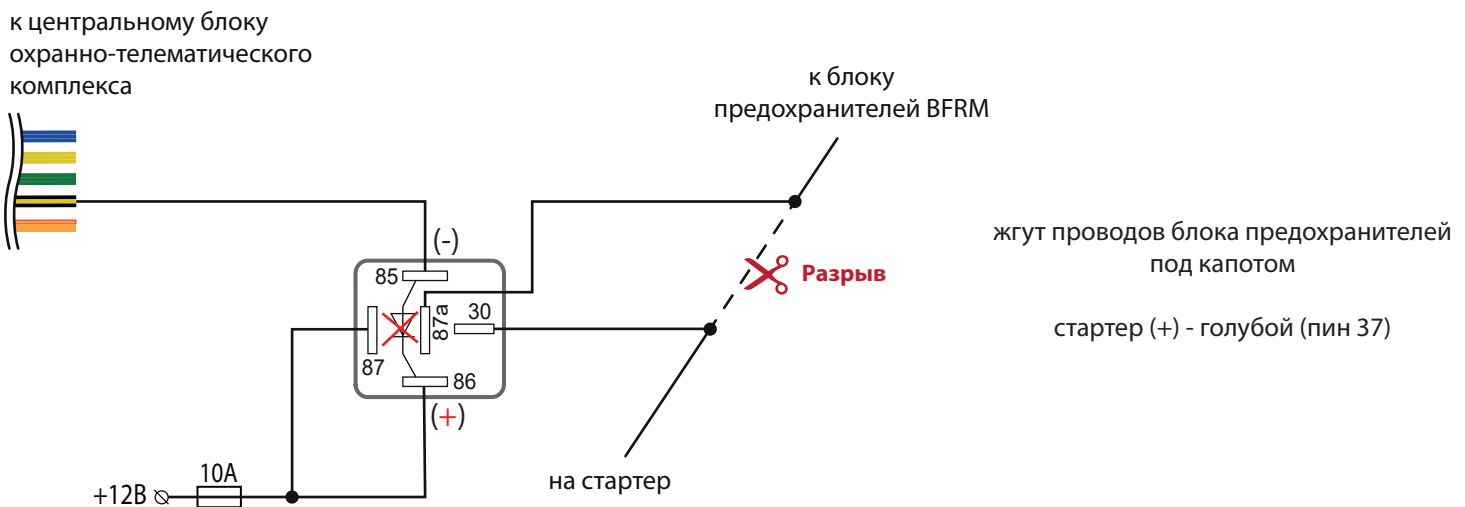 к центральному блоку
охранно-телематического
комплекса
к блоку
предохранителей BFRM
(-)
85
87a
30
87
86
(+)
Разрыв
жгут проводов блока предохранителей
под капотом
стартер (+) - голубой (пин 37)
на стартер
10А
+12В